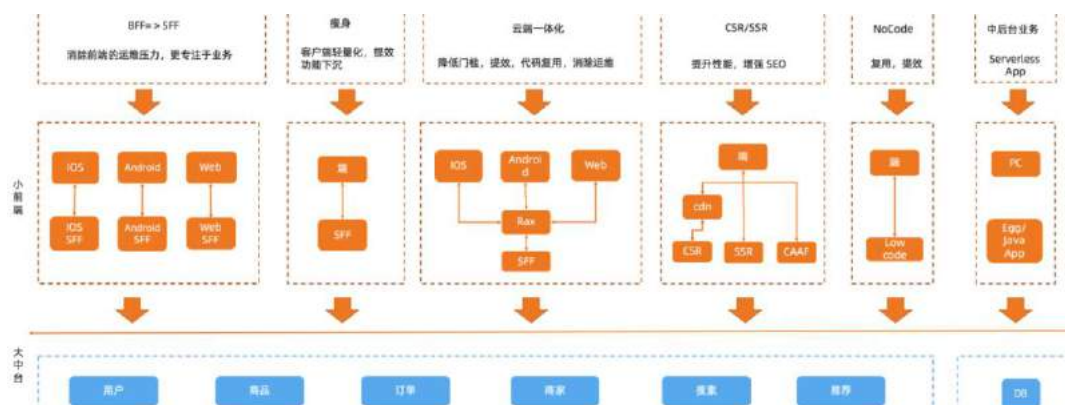 BFF=> SFF
消除前端的运维压力，更专注于业务
瘦身
客户端轻量化，提效
功能下沉
云端一体化
降低门槛，提效，代码复用，消除运维
CSR/SSR
提升性能，增强 SEO
NoCode
复用，提效
中后台业务
Serverless
App
小前端
IOS
Android
Web
IOS
SFF
Android
SFF
Web
SFF
端
SFF
IOS
Androi
d
Web
Rax
SFF
端
cdn
CSR
SSR
CAAF
端
Low
code
PC
Egg/
Java
App
大中台
用户
商品
订单
商家
搜素
推荐
DB